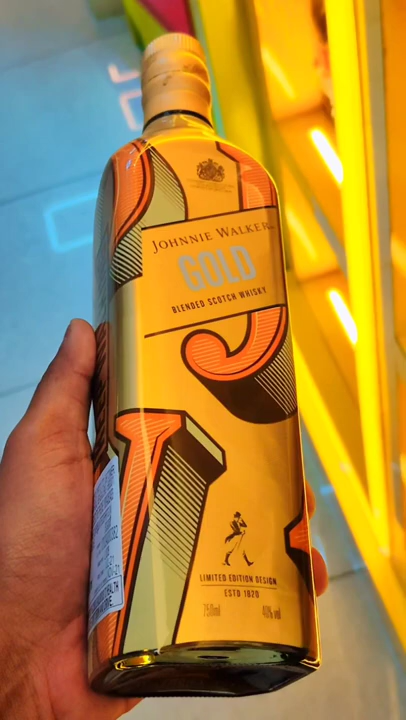 JOHNNIE WALKER
GOLD
BLENDED SCOTCH WHISKY
LIMITED EDITION DESIGN
ESTD 1820
750ml 40% vol